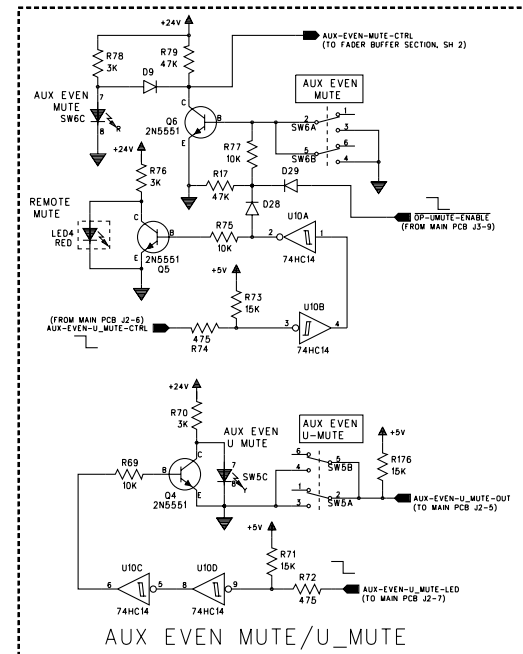 +24V
AUX-EVEN-MUTE-CTRL
(TO FADER BUFFER SECTION, SH 2)
R78
3K
R79
47K
D9
7
AUX EVEN
MUTE
SW6C
8
R
C
Q6
2N5551
B
E
AUX EVEN
MUTE
2
1
SW6A
3
5
6
SW6B
4
R77
10K
+24V
R76
3K
R17
47K
D29
D28
OP-UMUTE-ENABLE
(FROM MAIN PCB J3-9)
REMOTE
MUTE
LED4
RED
C
B
E
2N5551
Q5
R75
10K
U10A
2
1
74HC14
+5V
R73
15K
U10B
3
4
74HC14
(FROM MAIN PCB J2-6)
AUX-EVEN-U_MUTE-CTRL
475
R74
+24V
R70
3K
AUX EVEN
U MUTE
AUX EVEN
U-MUTE
+5V
R69
10K
B
C
E
Q4
2N5551
7
8
SW5C
Y
6
5
4
SW5B
1
2
3
SW5A
R176
15K
AUX-EVEN-U_MUTE-OUT
(TO MAIN PCB J2-5)
+5V
R71
15K
U10C
6
5
74HC14
U10D
8
9
74HC14
R72
475
AUX-EVEN-U_MUTE-LED
(TO MAIN PCB J2-7)
AUX EVEN MUTE/U_MUTE